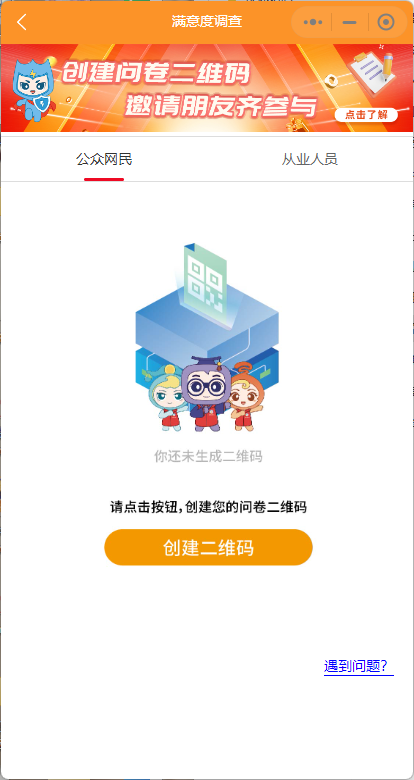 满意度调查
创建问卷二维码
邀请朋友齐参与
点击了解
公众网民
从业人员
你还未生成二维码
请点击按钮，创建您的问卷二维码
创建二维码
遇到问题？